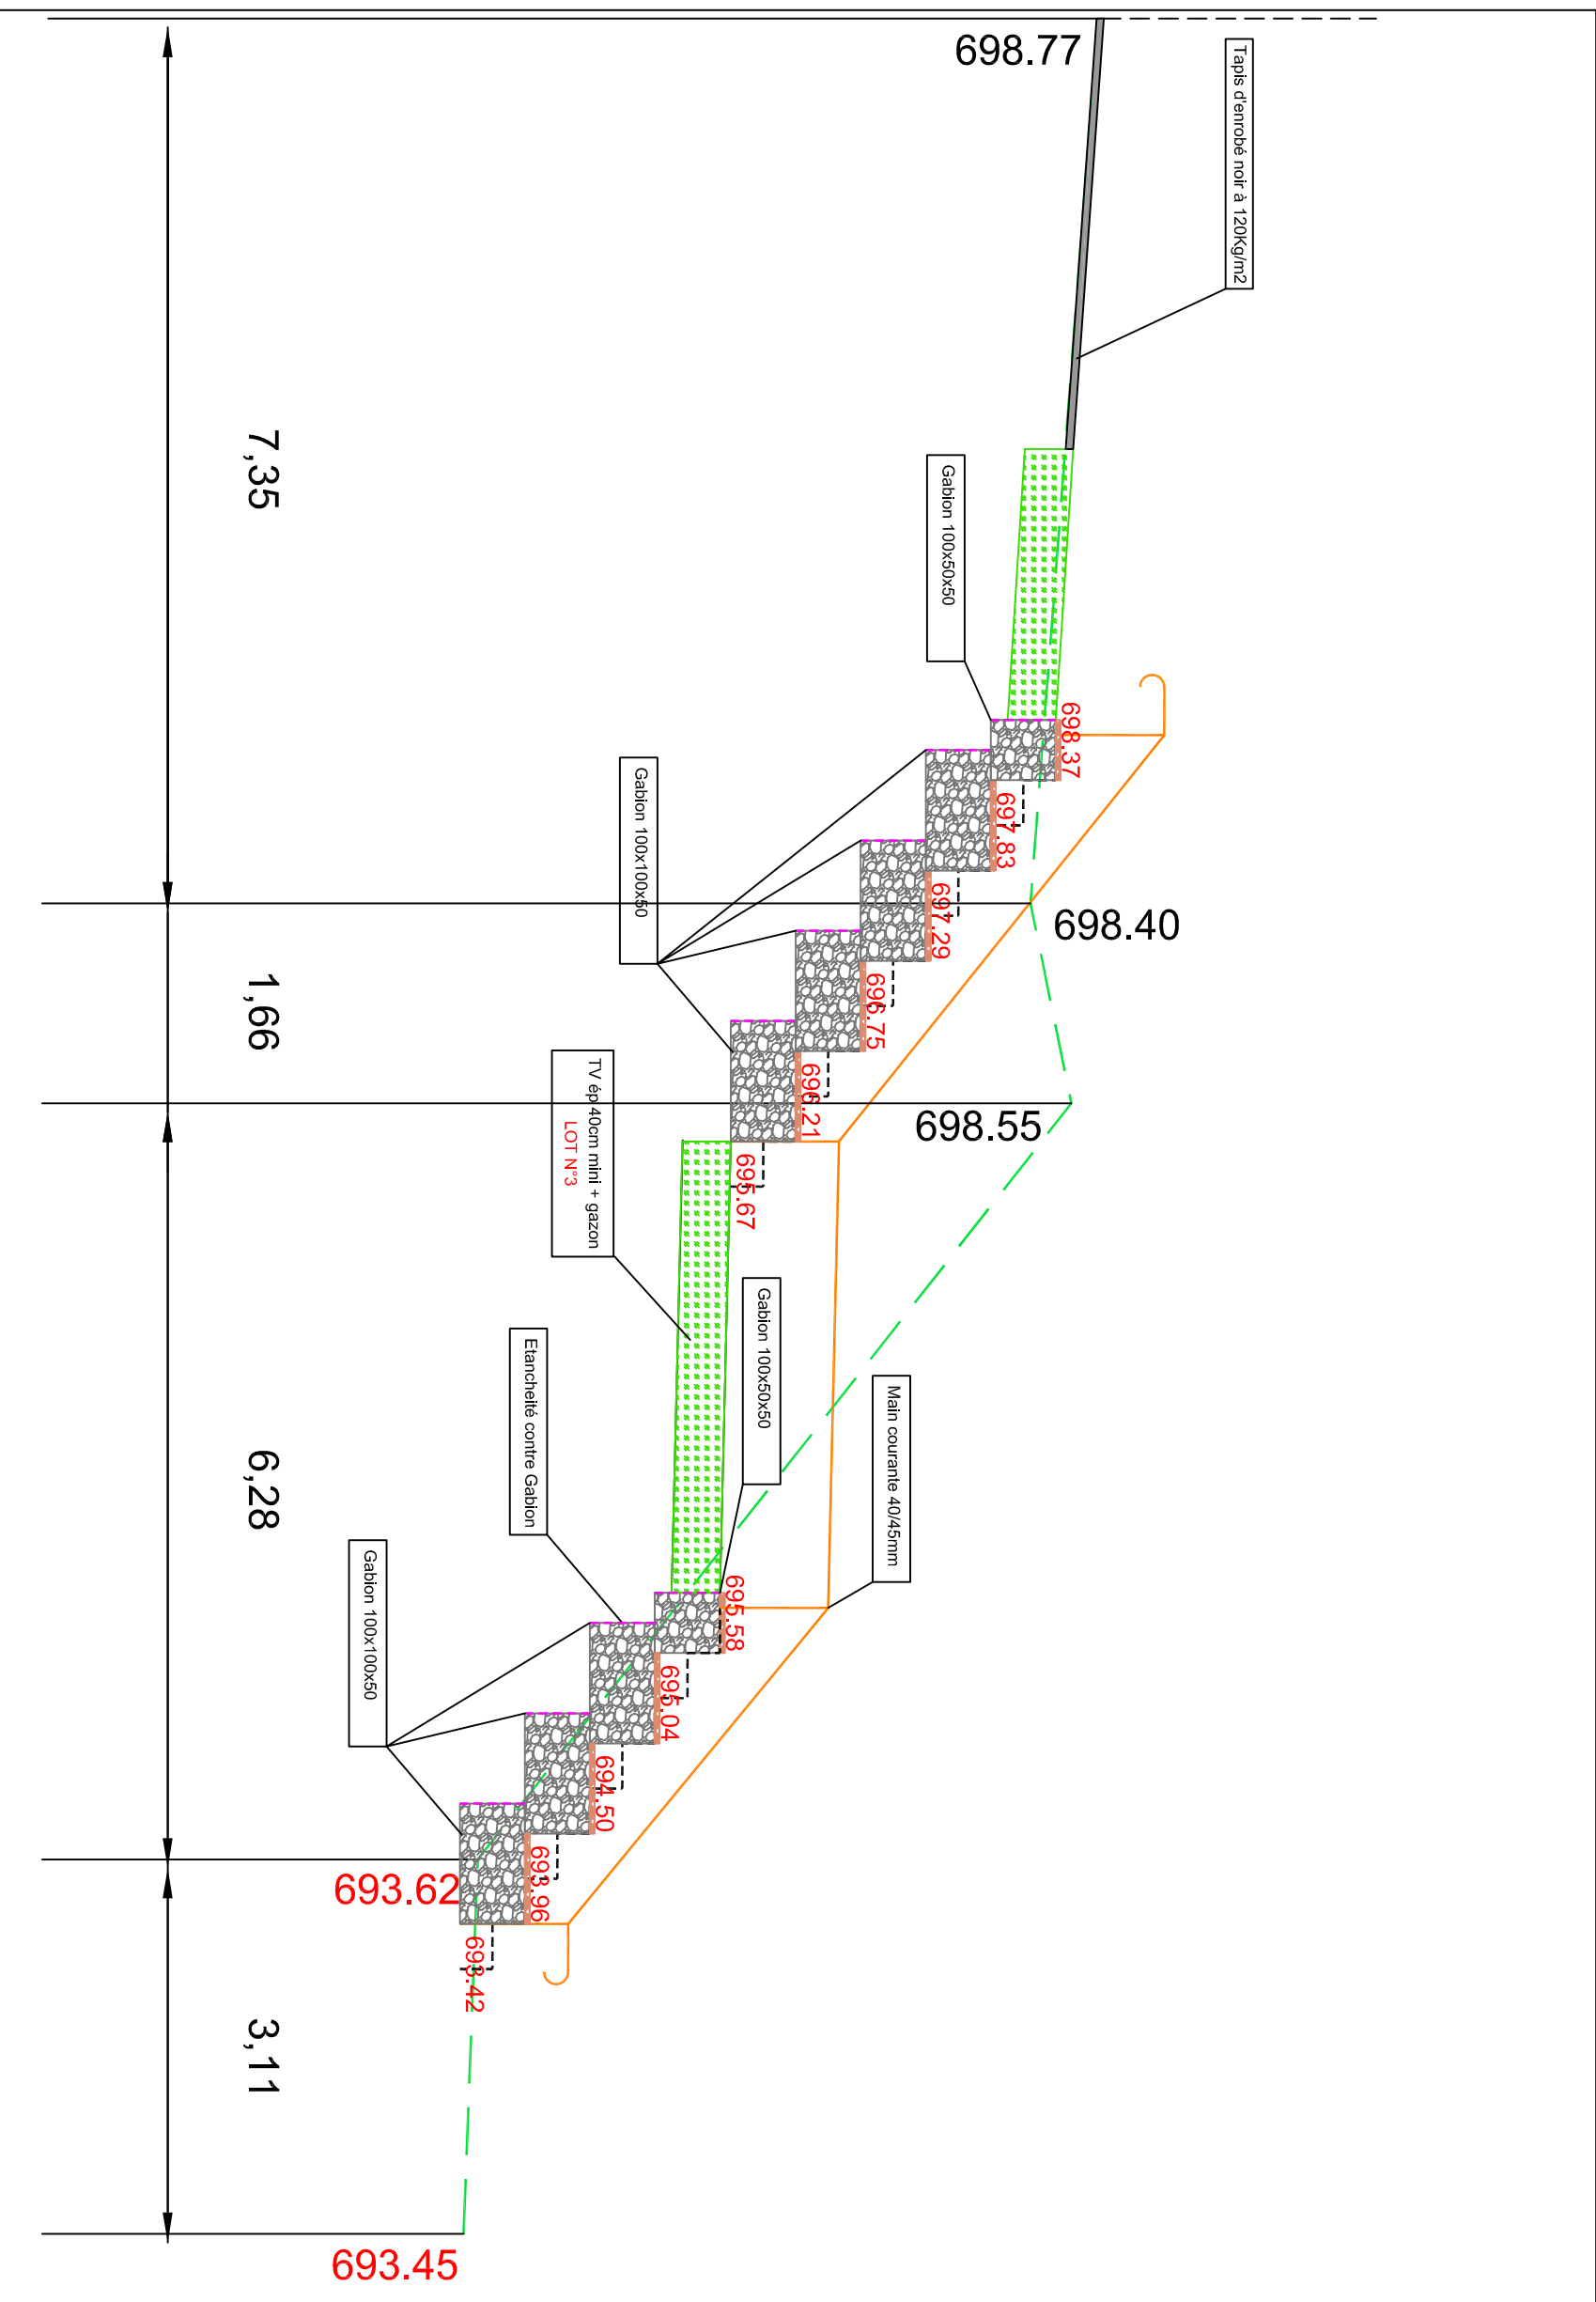 698.77
Tapis d'enrobé noir à 120Kg/m2
7,35
Gabion 100x50x50
698.37
697.83
Gabion 100x100x50
697.29
698.40
696.75
1,66
696.21
698.55
TV ép 40cm mini + gazon
LOT N°3
695.67
Gabion 100x50x50
Etancheité contre Gabion
Main courante 40/45mm
6,28
695.58
Gabion 100x100x50
695.04
694.50
693.96
693.62
693.42
3,11
693.45